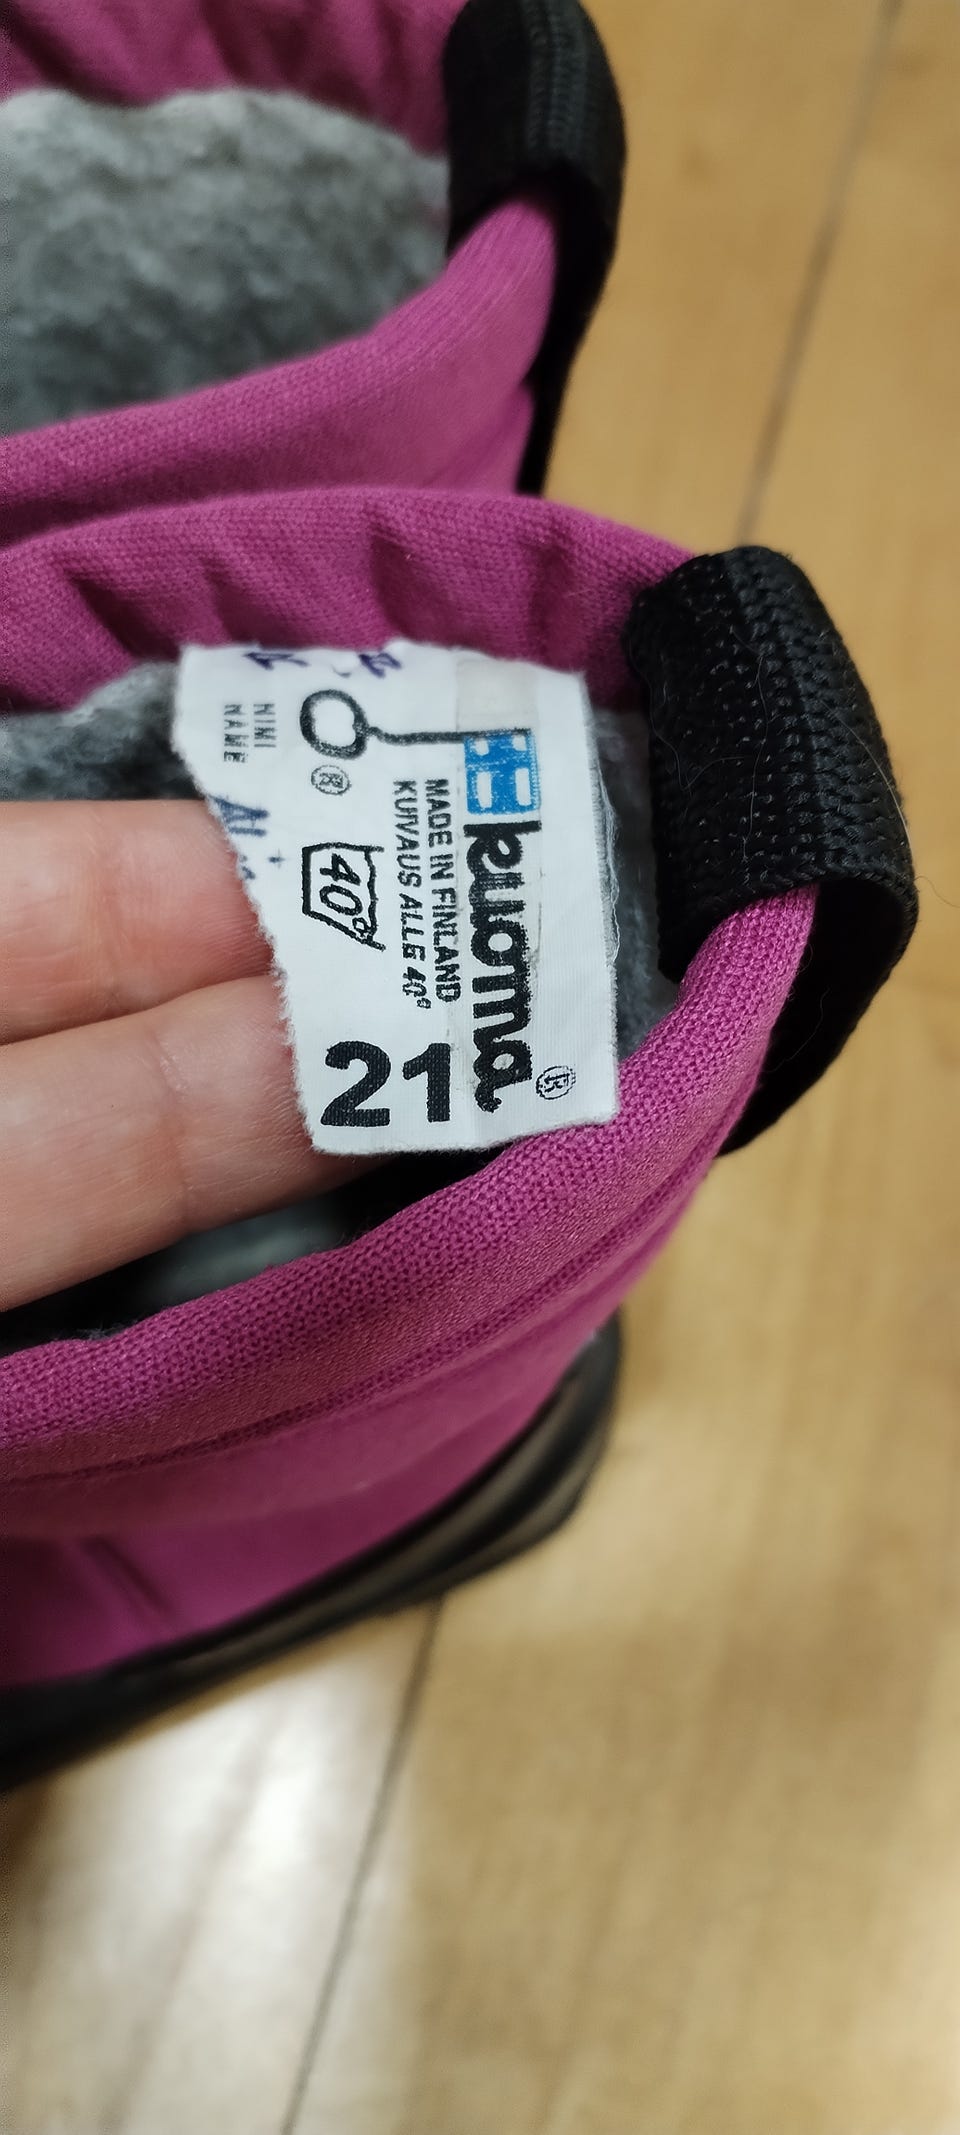 kuoma®
MADE IN FINLAND
KUIVAUS ALLE 40°
®
40°
21
NIMI
NAME